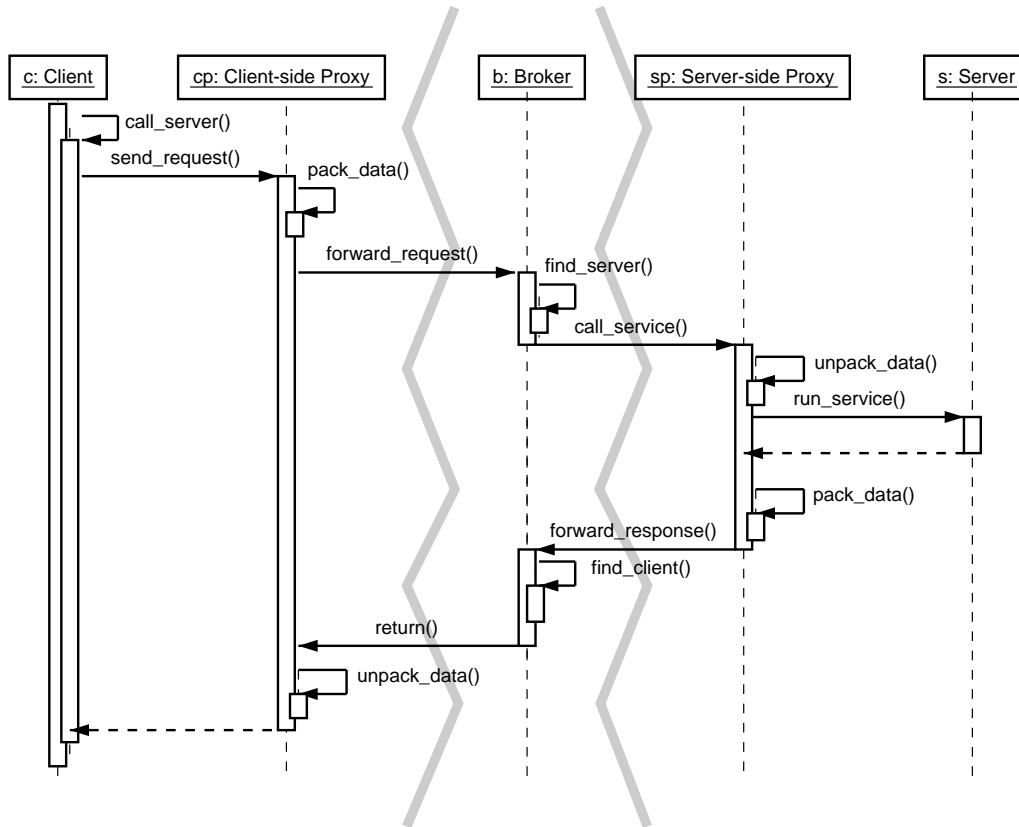 c: Client
cp: Client-side Proxy
b: Broker
sp: Server-side Proxy
s: Server
call_server()
send_request()
pack_data()
forward_request()
find_server()
call_service()
unpack_data()
run_service()
pack_data()
forward_response()
find_client()
return()
unpack_data()